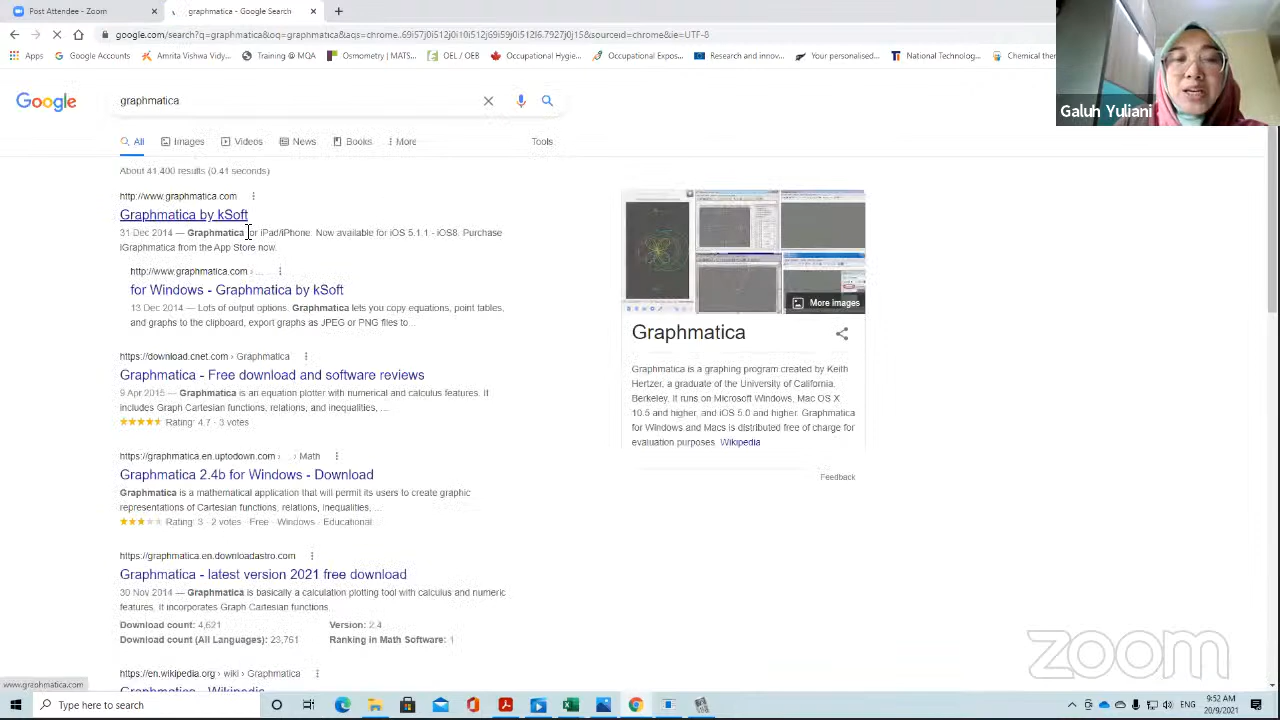 Post Attendee - Zoom
graphmatica - Google Search
google.com/search?q=graphmatica&oq=graphmatica&aqs=chrome..69i57j0i512j0i10i512j69i59j0i512l6.7927j0j15&sourceid=chrome&ie=UTF-8
Apps
Google Accounts
Amrita Vishwa Vidy...
Training @MOA
Biometry | MATS...
OEL / OEB
Occupational Hygie...
Occupational Expos...
Research and innov...
Your personalised...
National Technolog...
Chemical them
Galuh Yuliani
Google
graphmatica
All
Images
Videos
News
Books
More
Tools
About 41,400 results (0.41 seconds)
http://www.graphmatica.com
Graphmatica by kSoft
31 Dec 2014 — Graphmatica for iPad/iPhone. Now available for iOS 5.1.1 - iOS8. Purchase
iGraphmatica from the App Store now.
http://www.graphmatica.com › ...
for Windows - Graphmatica by kSoft
13 Dec 2014 — Lots of output options. Graphmatica lets you copy equations, point tables,
and graphs to the clipboard, export graphs as JPEG or PNG files to...
https://download.cnet.com › Graphmatica
Graphmatica - Free download and software reviews
9 Apr 2015 — Graphmatica is an equation plotter with numerical and calculus features. It
includes Graph Cartesian functions, relations, and inequalities, ...
Rating: 4.7 · 3 votes
https://graphmatica.en.uptodown.com › ... › Math
Graphmatica 2.4b for Windows - Download
Graphmatica is a mathematical application that will permit its users to create graphic
representations of Cartesian functions, relations, inequalities, ...
Rating: 3 · 2 votes · Free · Windows · Educational
https://graphmatica.en.downloadastro.com
Graphmatica - latest version 2021 free download
30 Nov 2014 — Graphmatica is basically a calculation plotting tool with calculus and numeric
features. It incorporates Graph Cartesian functions.
Download count: 4,621
Version: 2.4
Download count (All Languages): 23,761
Ranking in Math Software: 1
https://en.wikipedia.org › wiki › Graphmatica
Graphmatica - Wikipedia
More images
Graphmatica
Graphmatica is a graphing program created by Keith
Hertzer, a graduate of the University of California,
Berkeley. It runs on Microsoft Windows, Mac OS X
10.5 and higher, and iOS 5.0 and higher. Graphmatica
for Windows and Macs is distributed free of charge for
evaluation purposes. Wikipedia
Feedback
zoom
www.graphmatica.com
Type here to search
9:52 AM
20/9/2021